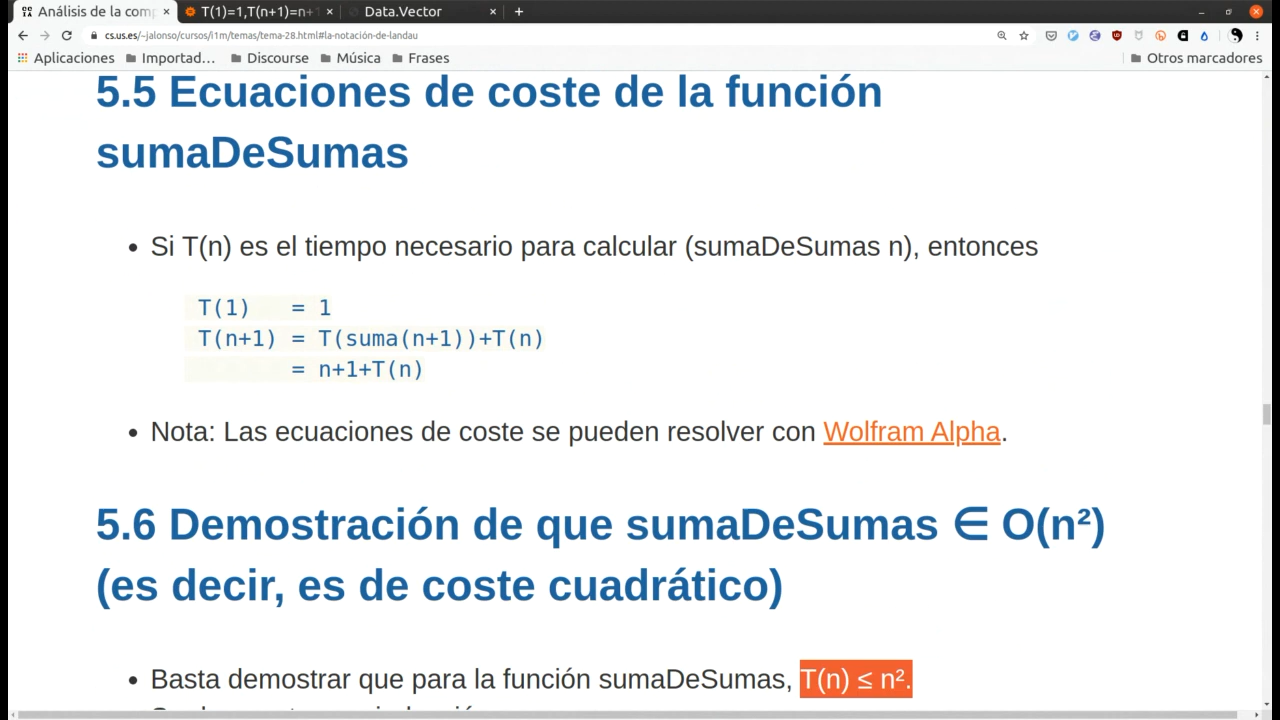 Análisis de la comp × T(1)=1,T(n+1)=n+1 × Data.Vector × +
cs.us.es/~jalonso/cursos/i1m/temas/tema-28.html#la-notación-de-landau
Aplicaciones Importad… Discourse Música Frases Otros marcadores
5.5 Ecuaciones de coste de la función
sumaDeSumas
• Si T(n) es el tiempo necesario para calcular (sumaDeSumas n), entonces
T(1) = 1
T(n+1) = T(suma(n+1))+T(n)
= n+1+T(n)
• Nota: Las ecuaciones de coste se pueden resolver con Wolfram Alpha.
5.6 Demostración de que sumaDeSumas ∈ O(n²)
(es decir, es de coste cuadrático)
• Basta demostrar que para la función sumaDeSumas, T(n) ≤ n².